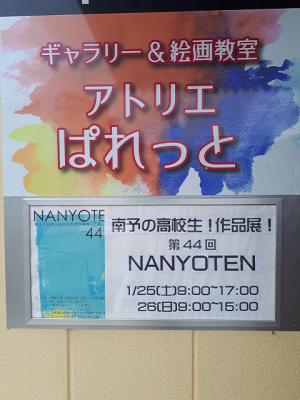 ギャラリー＆絵画教室
アトリエ
ぱれっと
NANYOTEN
44
南予の高校生！作品展！
第44回
NANYOTEN
1/25(土)9:00~17:00
26(日)9:00~15:00